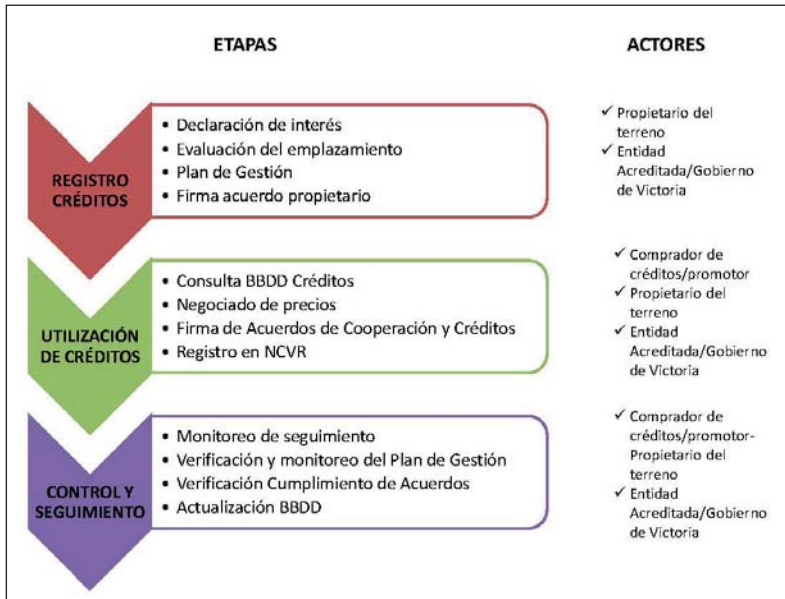 ETAPAS
ACTORES
REGISTRO
CRÉDITOS
• Declaración de interés
• Evaluación del emplazamiento
• Plan de Gestión
• Firma acuerdo propietario
✓ Propietario del
terreno
✓ Entidad
Acreditada/Gobierno
de Victoria
UTILIZACIÓN
DE CRÉDITOS
• Consulta BBDD Créditos
• Negociado de precios
• Firma de Acuerdos de Cooperación y Créditos
• Registro en NCVR
✓ Comprador de
créditos/promotor
✓ Propietario del
terreno
✓ Entidad
Acreditada/Gobierno
de Victoria
CONTROL Y
SEGUIMIENTO
• Monitoreo de seguimiento
• Verificación y monitoreo del Plan de Gestión
• Verificación Cumplimiento de Acuerdos
• Actualización BBDD
✓ Comprador de
créditos/promotor-
Propietario del
terreno
✓ Entidad
Acreditada/Gobierno
de Victoria